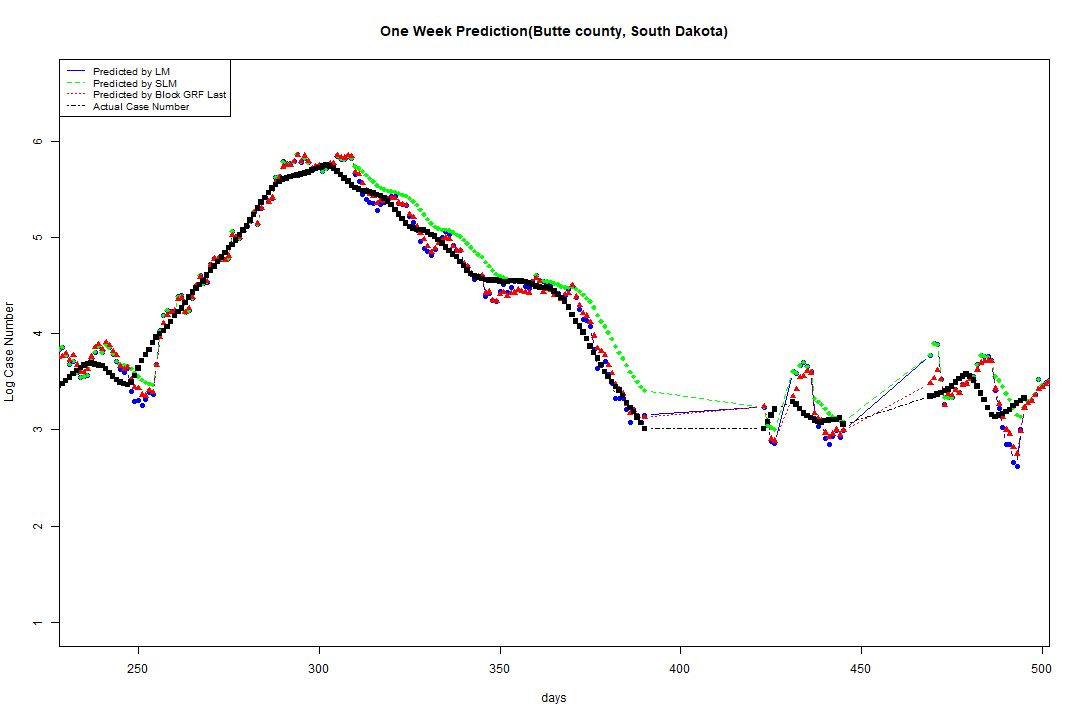 One Week Prediction(Butte county, South Dakota)
Predicted by LM
Predicted by SLM
Predicted by Block GRF Last
Actual Case Number
Log Case Number
6
5
4
3
2
1
250 300 350 400 450 500
days